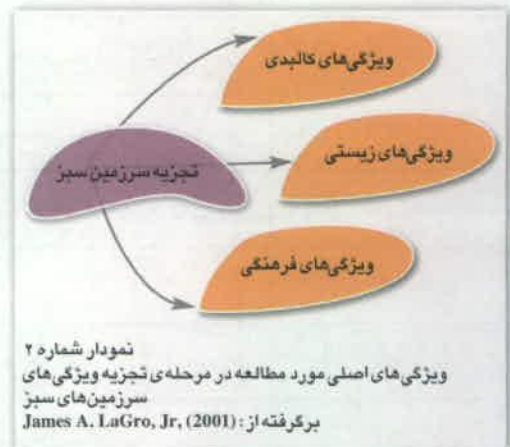 ویژگی‌های کالبدی
تجزیه سرزمین سبز
ویژگی‌های زیستی
ویژگی‌های فرهنگی
نمودار شماره ۲
ویژگی‌های اصلی مورد مطالعه در مرحله‌ی تجزیه ویژگی‌های
سرزمین‌های سبز
برگرفته از : James A. LaGro, Jr, (2001)